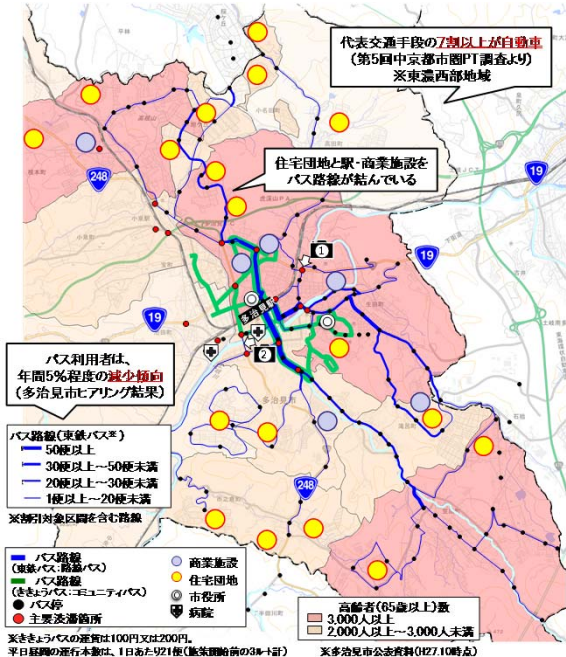 代表交通手段の7割以上が自動車
(第5回中京都市圏PT調査より)
※東濃西部地域
住宅団地と駅・商業施設を
バス路線が結んでいる
248
19
19
19
1
多治見駅
2
バス利用者は、
年間5%程度の減少傾向
(多治見市ヒアリング結果)
多治見市
248
バス路線(東鉄バス※)
50便以上
30便以上～50便未満
20便以上～30便未満
1便以上～20便未満
※割引対象区間を含む路線
バス路線
(東鉄バス:路線バス)
バス路線
(ききょうバス:コミュニティバス)
バス停
主要渋滞箇所
商業施設
住宅団地
市役所
病院
高齢者(65歳以上)数
3,000人以上
2,000人以上～3,000人未満
※ききょうバスの運賃は100円又は200円。
平日昼間の運行本数は、1日あたり21便(施策開始前の3ルート計)
※多治見市公表資料(H27.10時点)